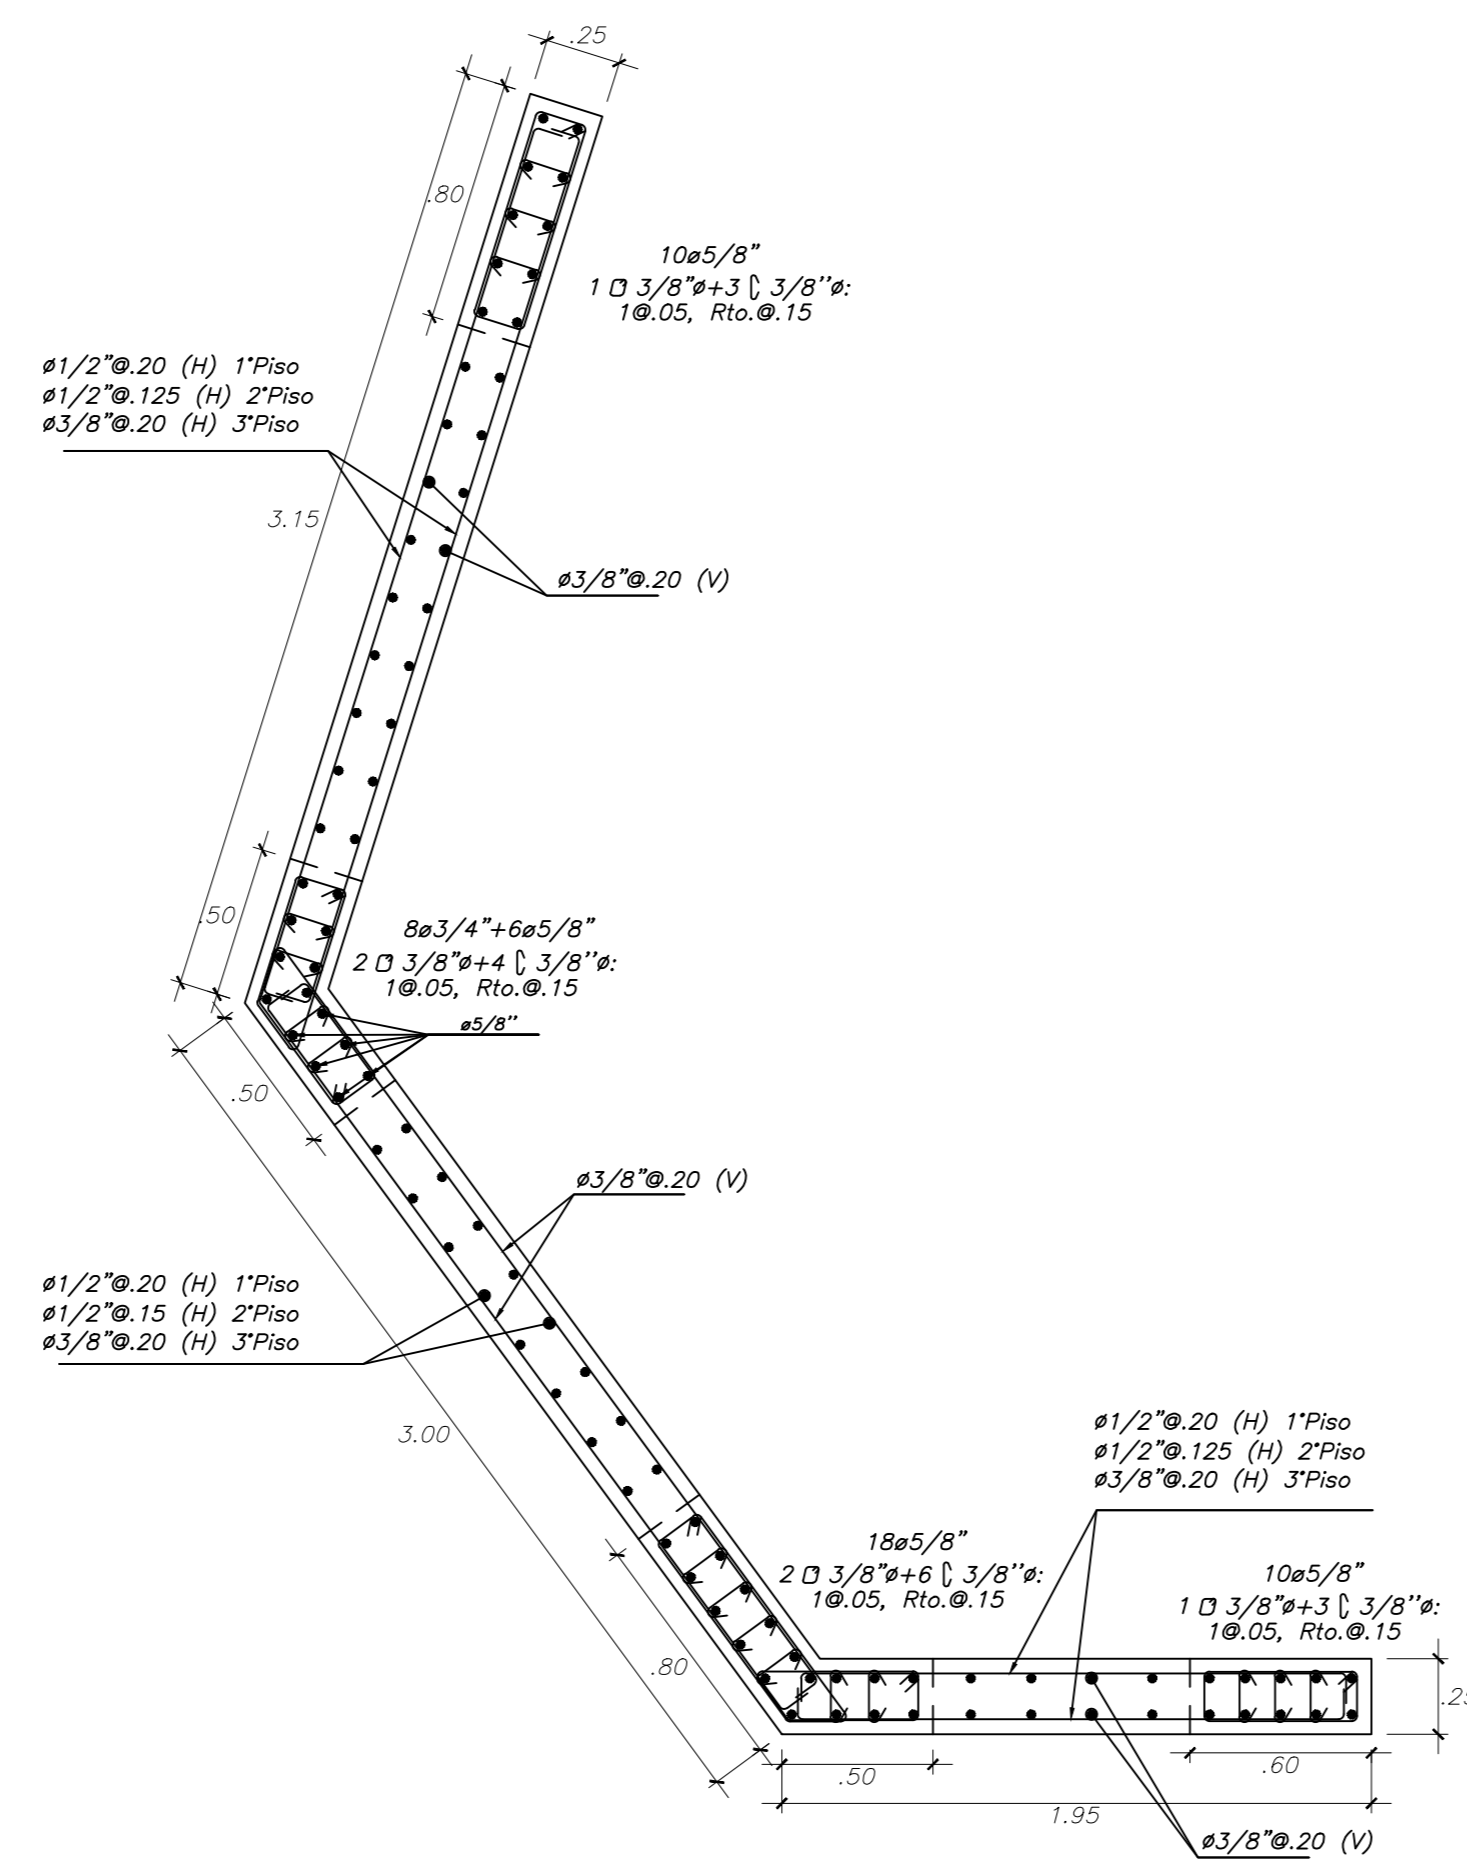 .25
.80
10ø5/8"
1 3/8"ø+3 3/8''ø:
1@.05, Rto.@.15
ø1/2"@.20 (H) 1°Piso
ø1/2"@.125 (H) 2°Piso
ø3/8"@.20 (H) 3°Piso
3.15
ø3/8"@.20 (V)
.50
8ø3/4"+6ø5/8"
2 3/8"ø+4 3/8''ø:
1@.05, Rto.@.15
ø5/8''
.50
ø3/8"@.20 (V)
ø1/2"@.20 (H) 1°Piso
ø1/2"@.15 (H) 2°Piso
ø3/8"@.20 (H) 3°Piso
3.00
ø1/2"@.20 (H) 1°Piso
ø1/2"@.125 (H) 2°Piso
ø3/8"@.20 (H) 3°Piso
18ø5/8"
2 3/8"ø+6 3/8''ø:
1@.05, Rto.@.15
10ø5/8"
1 3/8"ø+3 3/8''ø:
1@.05, Rto.@.15
.80
.50
.60
1.95
ø3/8"@.20 (V)